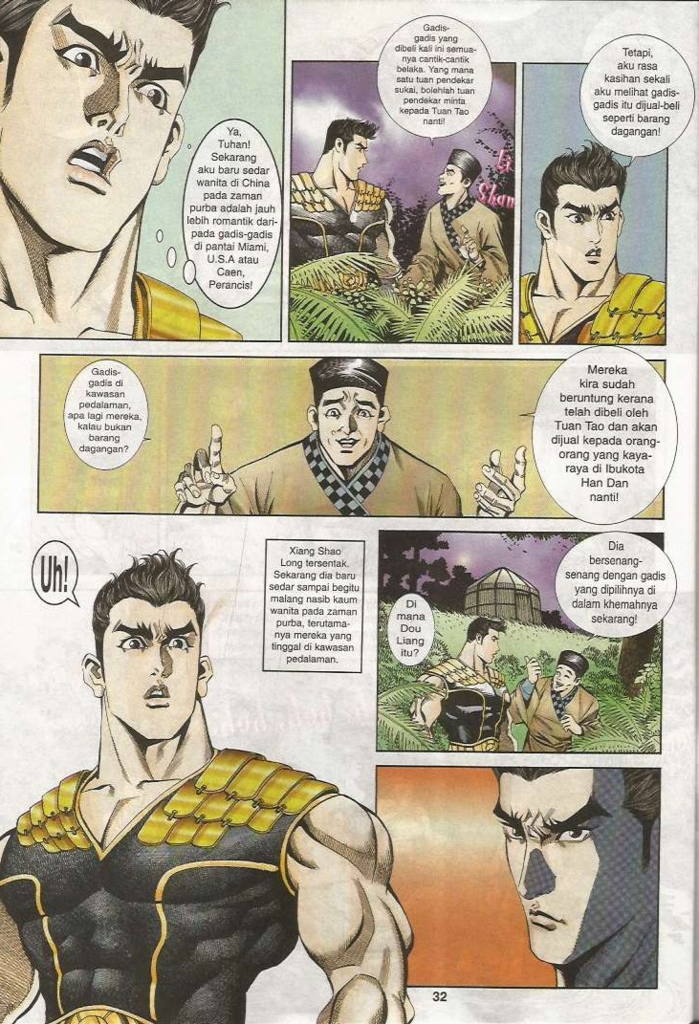 Ya,
Tuhan!
Sekarang
aku baru sedar
wanita di China
pada zaman
purba adalah jauh
lebih romantik dari-
pada gadis-gadis
di pantai Miami,
U.S.A atau
Caen,
Perancis!
Gadis-
gadis yang
dibeli kali ini semua-
nya cantik-cantik
belaka. Yang mana
satu tuan pendekar
sukai, bolehlah tuan
pendekar minta
kepada Tuan Tao
nanti!
Tetapi,
aku rasa
kasihan sekali
aku melihat gadis-
gadis itu dijual-beli
seperti barang
dagangan!
Gadis-
gadis di
kawasan
pedalaman,
apa lagi mereka,
kalau bukan
barang
dagangan?
Mereka
kira sudah
beruntung kerana
telah dibeli oleh
Tuan Tao dan akan
dijual kepada orang-
orang yang kaya-
raya di Ibukota
Han Dan
nanti!
Uh!
Xiang Shao
Long tersentak.
Sekarang dia baru
sedar sampai begitu
malang nasib kaum
wanita pada zaman
purba, terutama-
nya mereka yang
tinggal di kawasan
pedalaman.
Di
mana
Dou
Liang
itu?
Dia
bersenang-
senang dengan gadis
yang dipilihnya di
dalam khemahnya
sekarang!
32